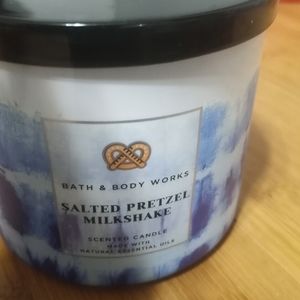 BATH & BODY WORKS
SALTED PRETZEL
MILKSHAKE
SCENTED CANDLE
MADE WITH
NATURAL ESSENTIAL OILS